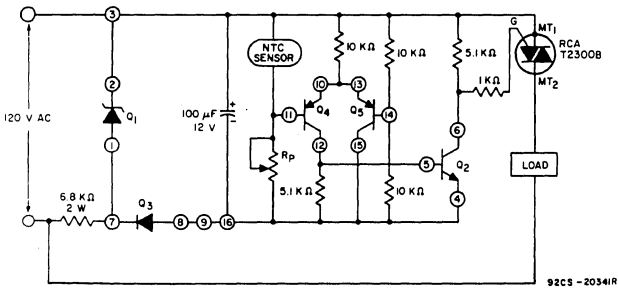 3
G
MT1
RCA
T2300B
MT2
NTC
SENSOR
10 KΩ
10 KΩ
5.1 KΩ
1 KΩ
2
Q1
1
120 V AC
100 µF
12 V
+
-
10
13
11
Q4
Q5
14
12
15
6
5
Q2
4
RP
5.1 KΩ
10 KΩ
LOAD
6.8 KΩ
2 W
7
Q3
8
9
16
92CS-20341R